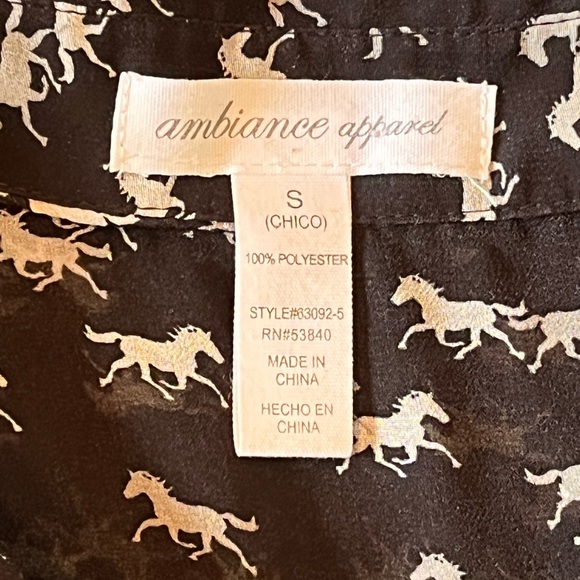 ambiance apparel
S
(CHICO)
100% POLYESTER
STYLE#63092-5
RN#53840
MADE IN
CHINA
HECHO EN
CHINA